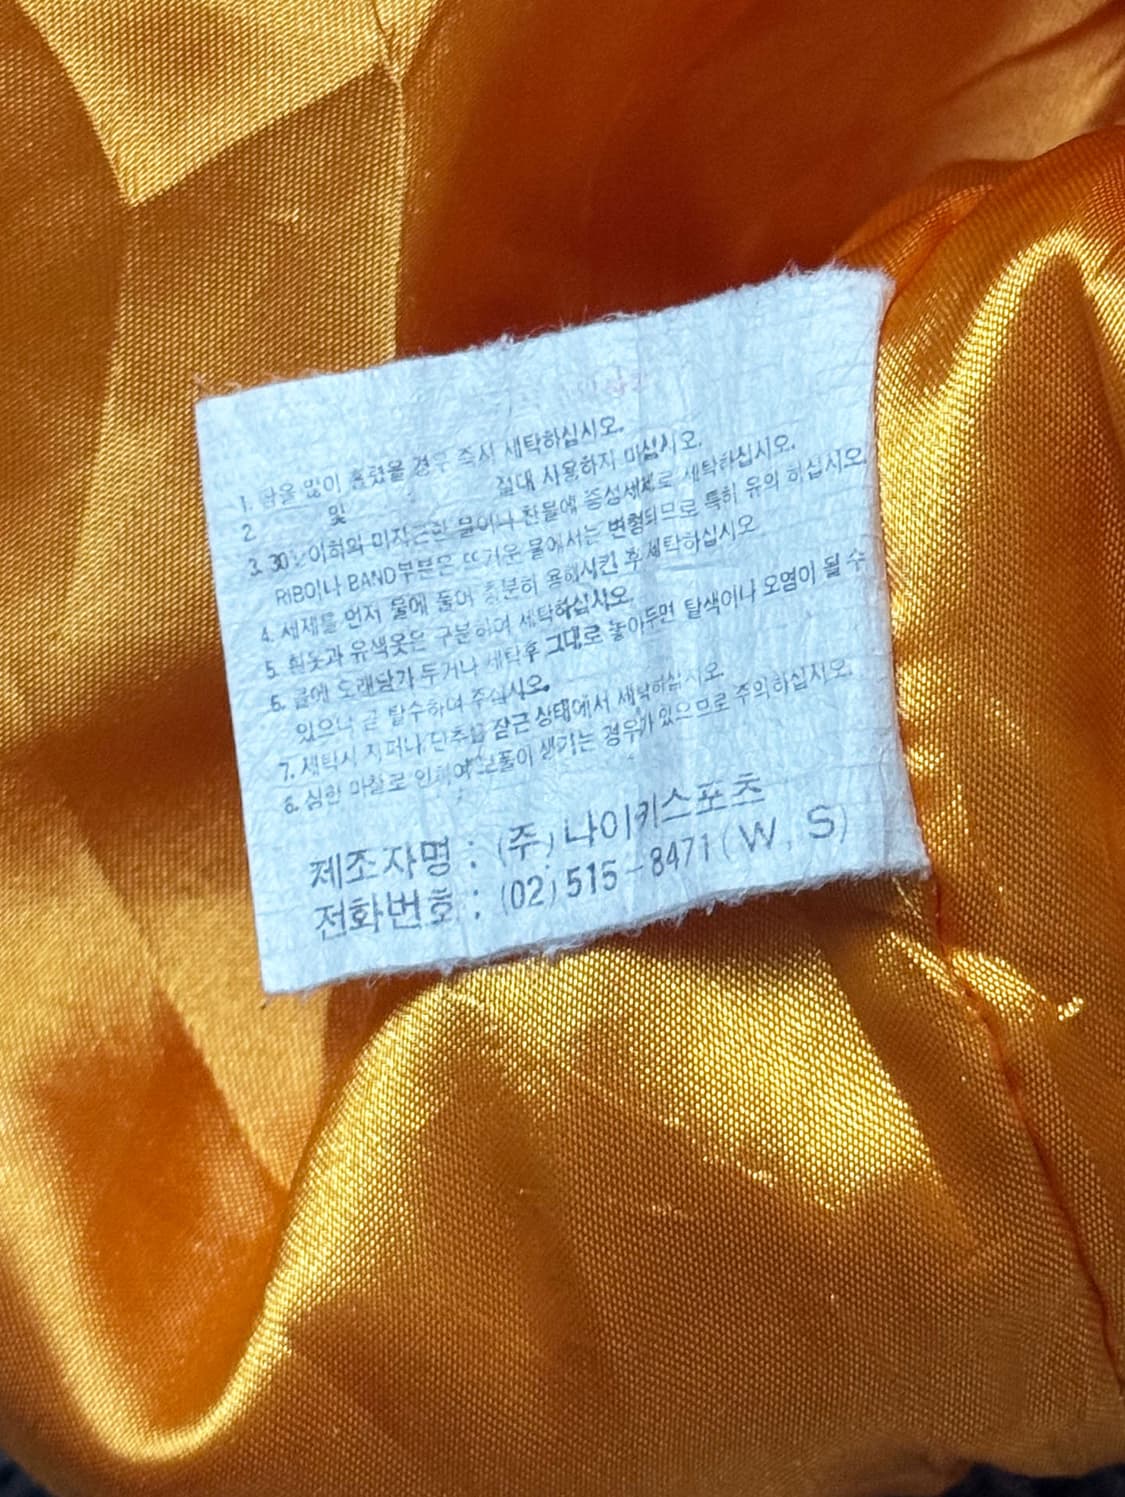 1. 땀을 많이 흘렸을 경우 즉시 세탁하십시오.
2 및 절대 사용하지 마십시오.
3. 30°C 이하의 미지근한 물이나 찬물에 중성세제로 세탁하십시오.
RIB이나 BAND부분은 뜨거운 물에서는 변형되므로 특히 유의 하십시오.
4. 세제를 먼저 물에 풀어 충분히 용해시킨 후 세탁하십시오
5. 흰옷과 유색옷은 구분하여 세탁하십시오.
6. 물에 오래담가 두거나 세탁후 그대로 놓아두면 탈색이나 오염이 될 수
있으니 곧 탈수하여 주십시오.
7. 세탁시 지퍼나 단추를 잠근 상태에서 세탁하십시오.
8. 심한 마찰로 인하여 보풀이 생기는 경우가 있으므로 주의하십시오.
제조자명 : (주) 나이키스포츠
전화번호 : (02) 515-8471 (W, S)